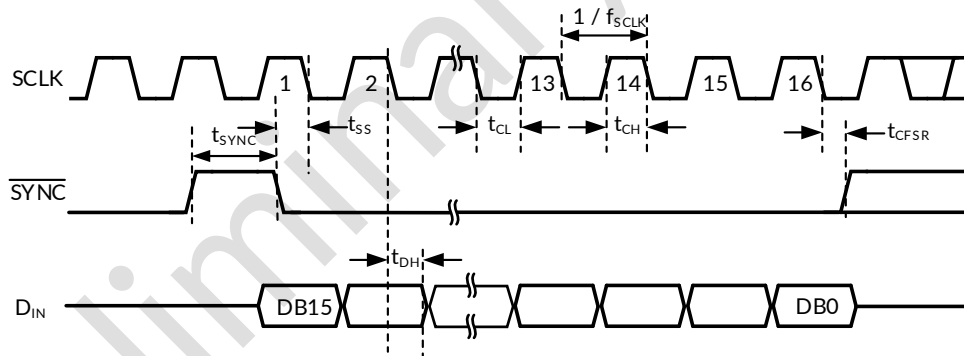 1 / fSCLK
SCLK 1 2 13 14 15 16
tSYNC tSS tCL tCH tCFSR
SYNC
tDH
DIN DB15 DB0
liminar